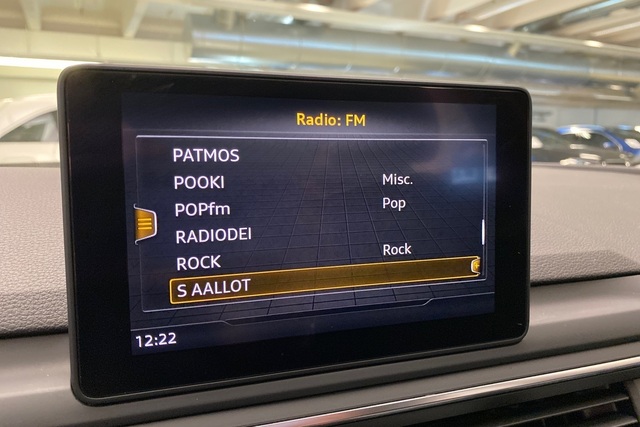 Radio: FM
PATMOS
POOKI Misc.
POPfm Pop
RADIODEI
ROCK Rock
S AALLOT
12:22